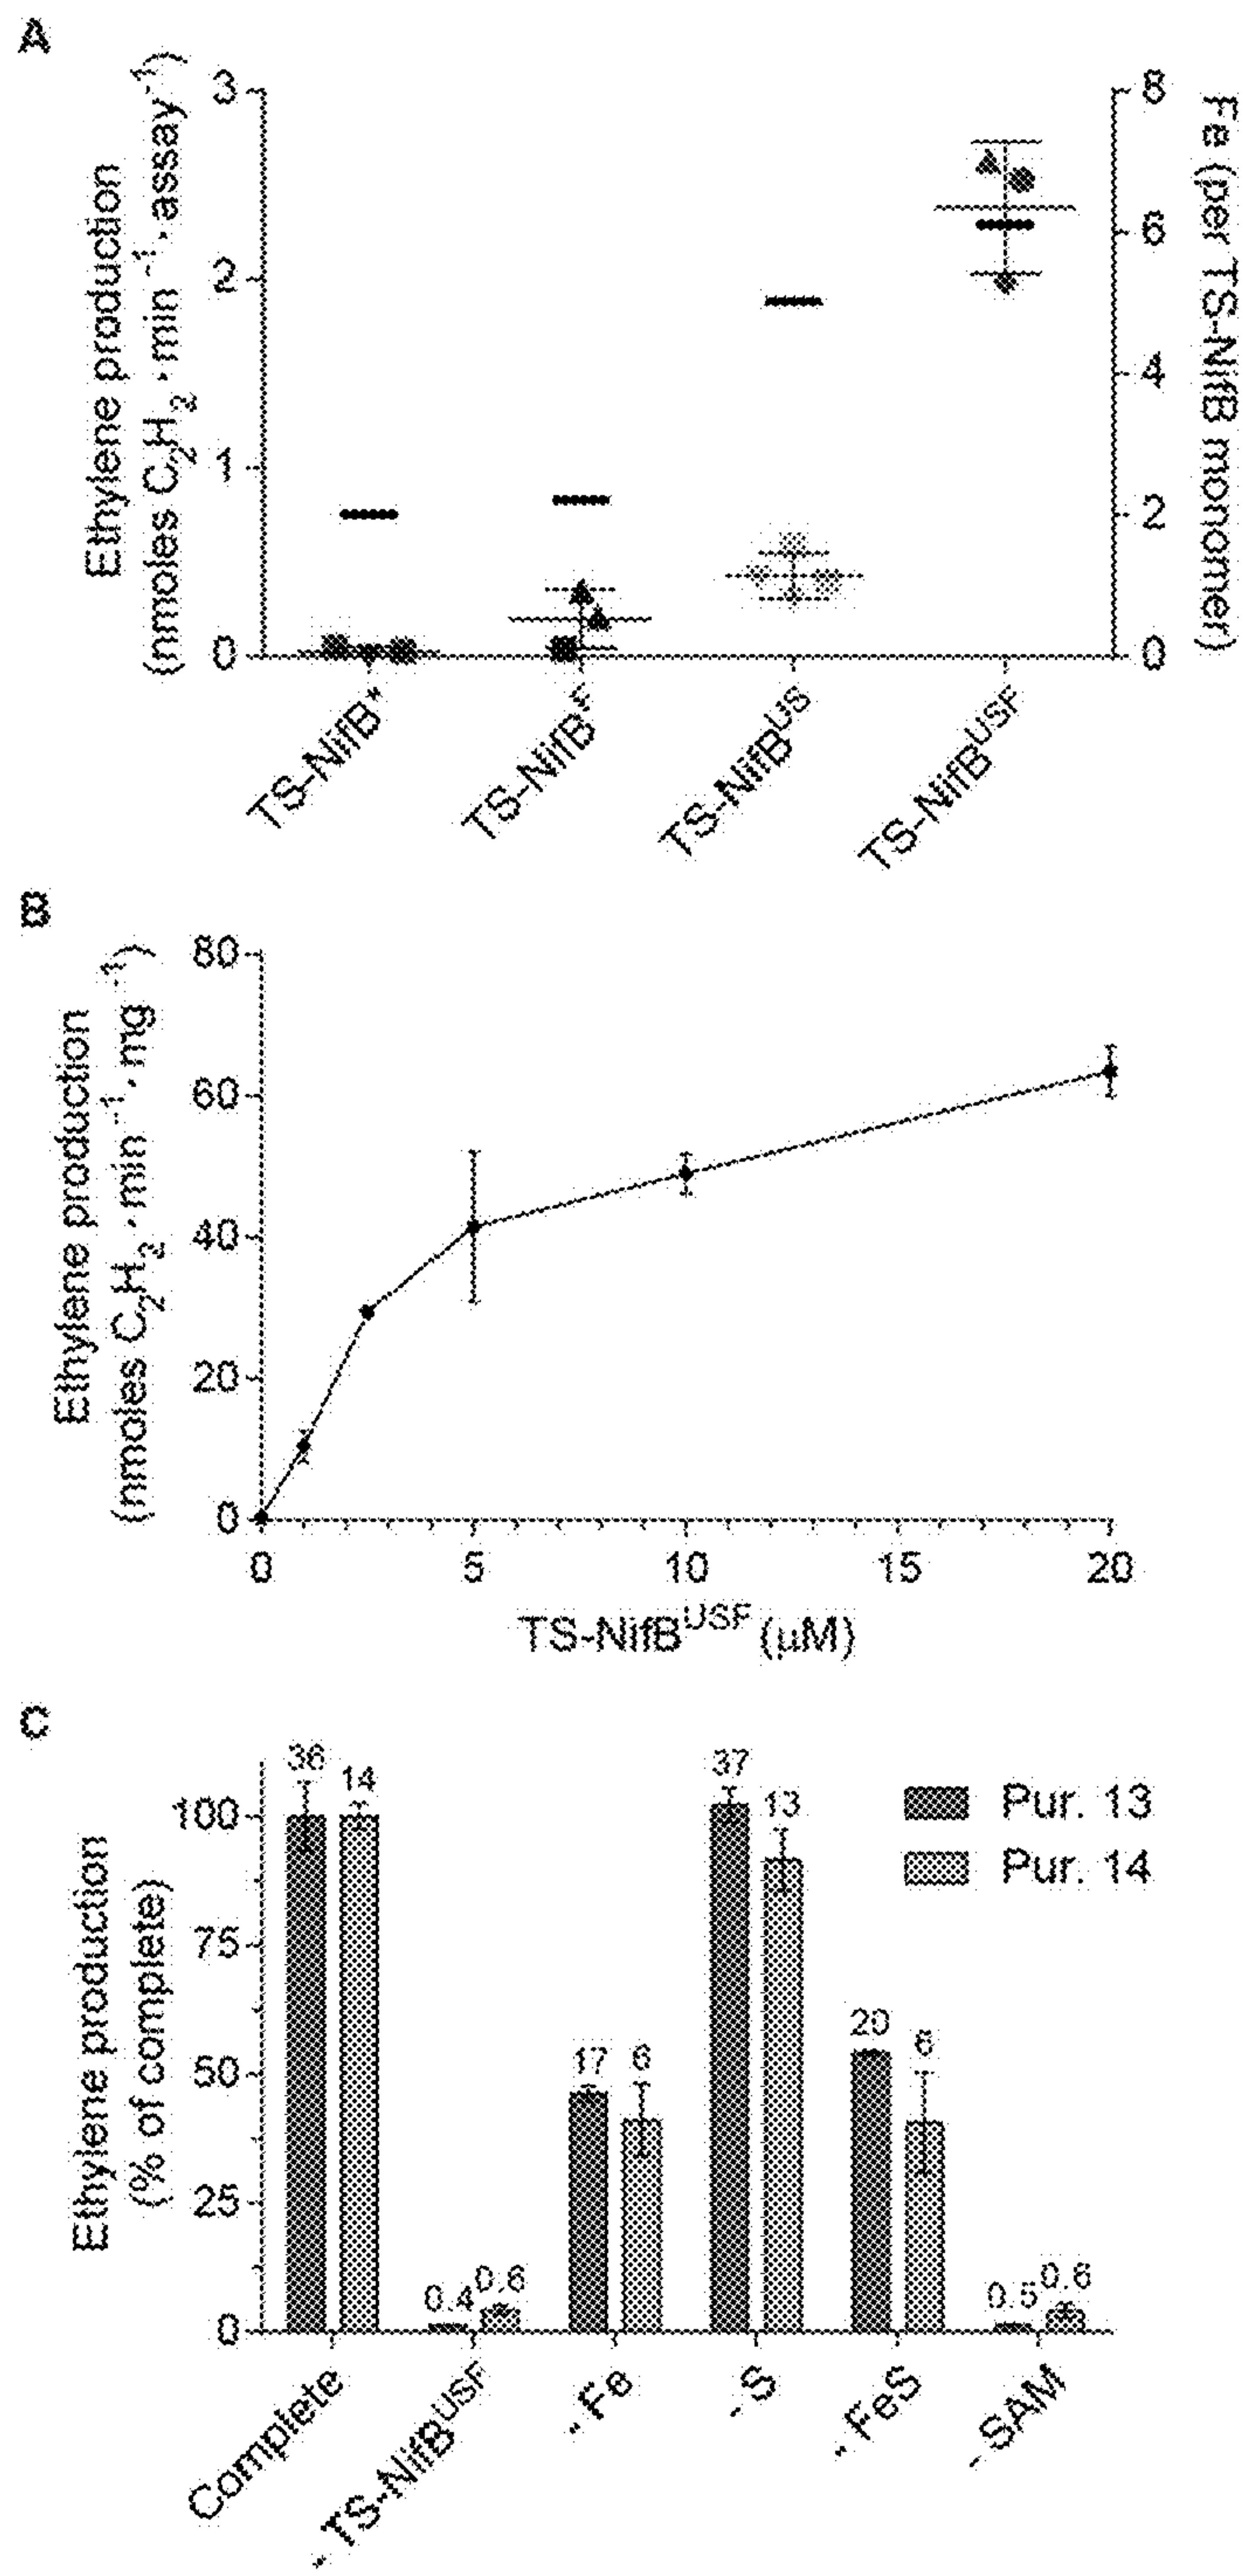 A
Ethylene production
(nmoles C₂H₂·min⁻¹·assay⁻¹)
3
2
1
0
8
6
4
2
0
Fe (per TS-NifB monomer)
TS-NifB*
TS-NifBᶠ
TS-NifBᵁˢ
TS-NifBᵁˢᶠ
B
Ethylene production
(nmoles C₂H₂·min⁻¹·mg⁻¹)
80
60
40
20
0
0 5 10 15 20
TS-NifBᵁˢᶠ (µM)
C
Ethylene production
(% of complete)
100
75
50
25
0
36 14
0.4 0.6
17 6
37 13
20 6
0.5 0.6
Pur. 13
Pur. 14
Complete
- TS-NifBᵁˢᶠ
- Fe
- S
- FeS
- SAM